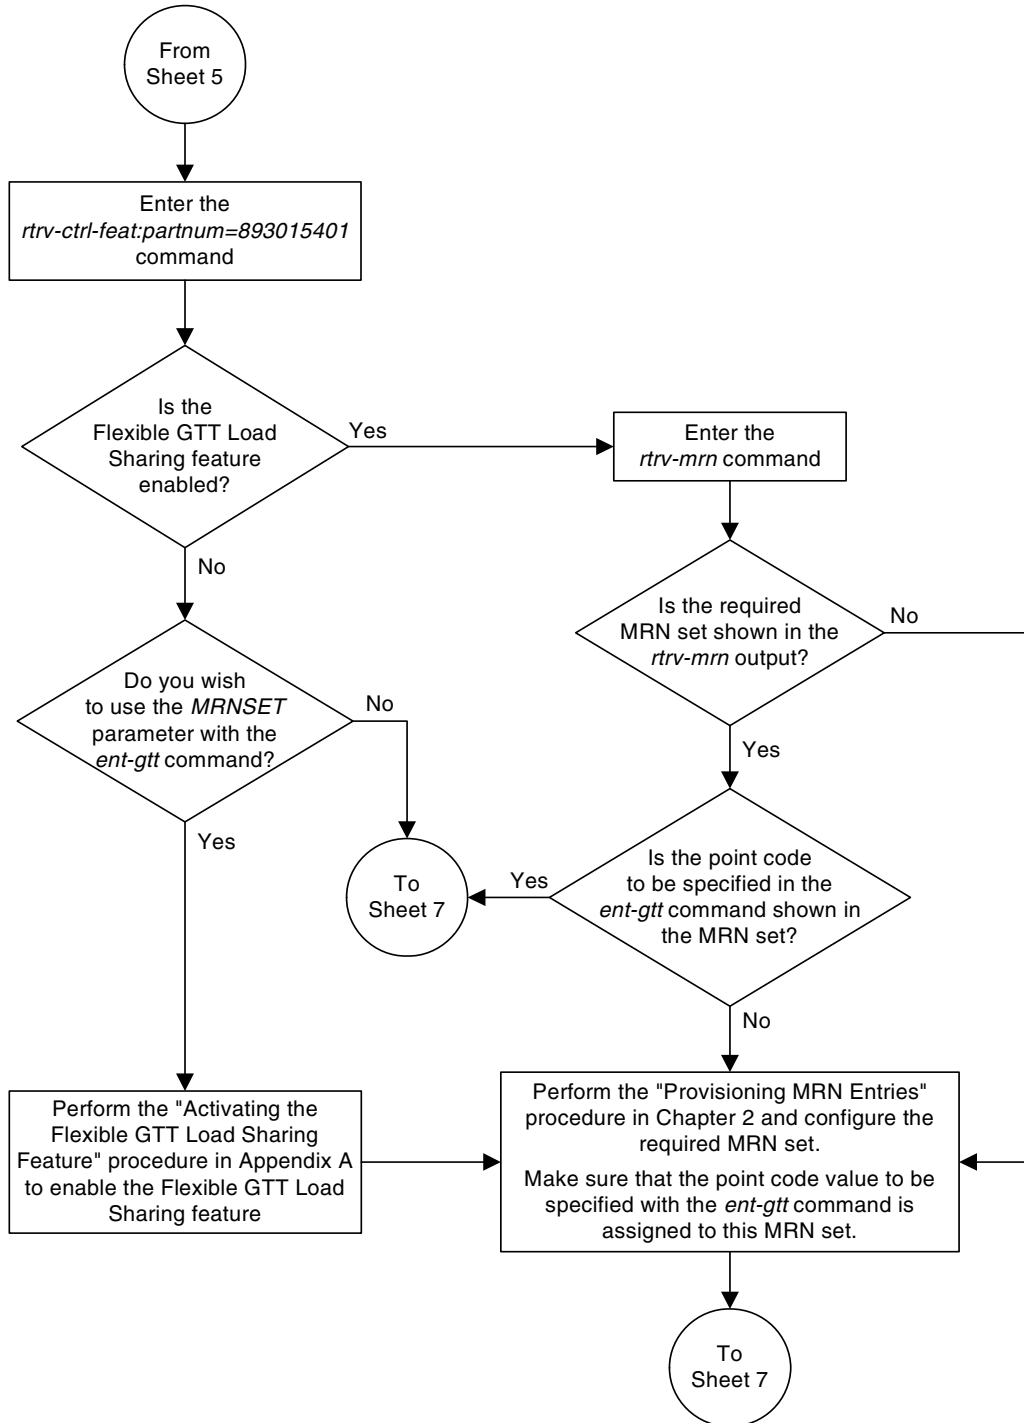 From
Sheet 5
Enter the
rtrv-ctrl-feat:partnum=893015401
command
Is the
Flexible GTT Load
Sharing feature
enabled?
Yes
No
Enter the
rtrv-mrn command
Is the required
MRN set shown in the
rtrv-mrn output?
No
Yes
Do you wish
to use the MRNSET
parameter with the
ent-gtt command?
No
Yes
To
Sheet 7
Yes
Is the point code
to be specified in the
ent-gtt command shown in
the MRN set?
No
Perform the "Activating the
Flexible GTT Load Sharing
Feature" procedure in Appendix A
to enable the Flexible GTT Load
Sharing feature
Perform the "Provisioning MRN Entries"
procedure in Chapter 2 and configure the
required MRN set.
Make sure that the point code value to be
specified with the ent-gtt command is
assigned to this MRN set.
To
Sheet 7